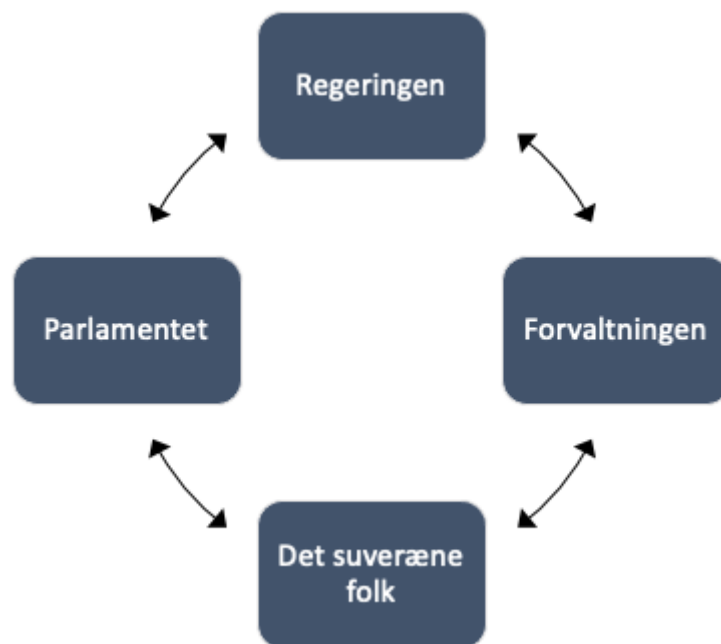 Regeringen
Parlamentet
Forvaltningen
Det suveræne
folk